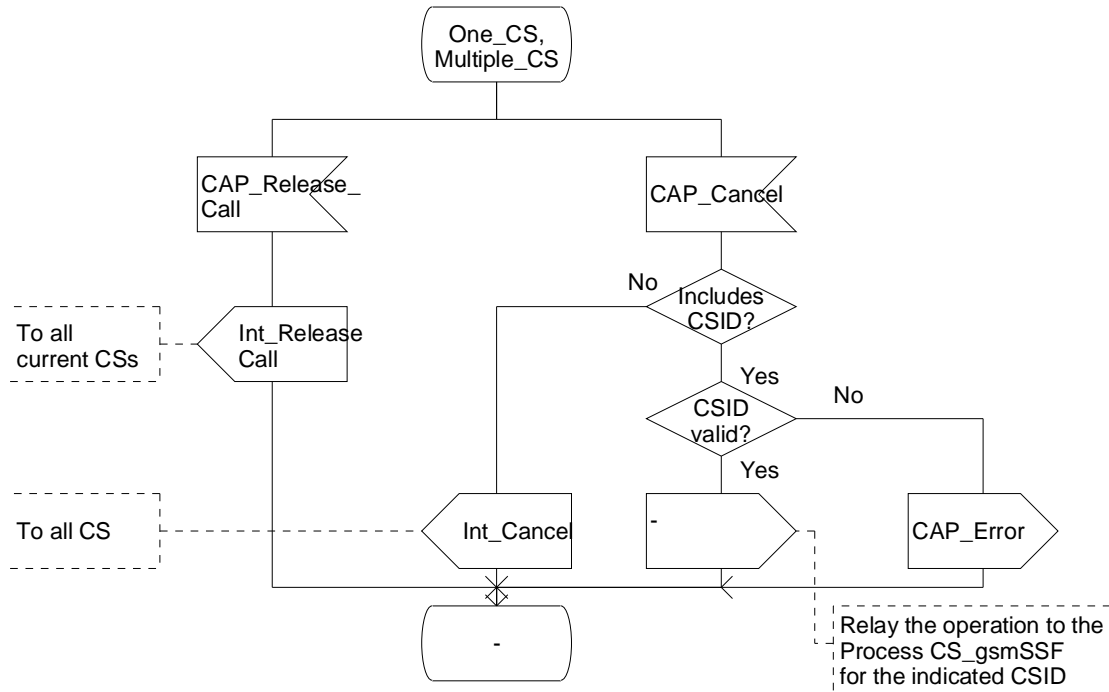 One_CS,
Multiple_CS
CAP_Release_
Call
CAP_Cancel
No
Includes
CSID?
To all
current CSs
Int_Release
Call
Yes
No
CSID
valid?
Yes
To all CS
Int_Cancel
-
CAP_Error
-
Relay the operation to the
Process CS_gsmSSF
for the indicated CSID